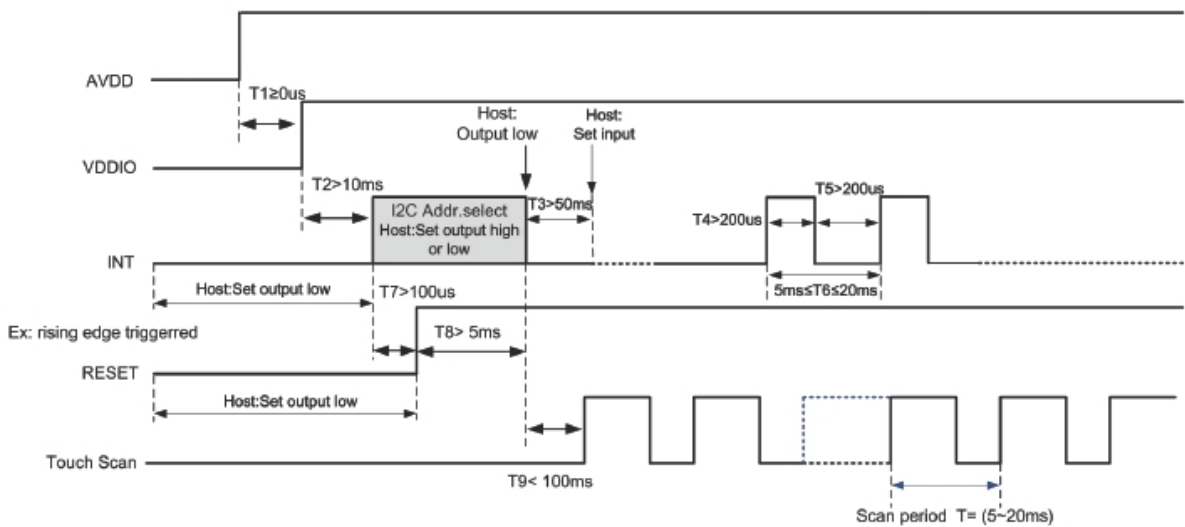 AVDD
T1≥0us
Host:
Output low
Host:
Set input
VDDIO
T2>10ms
I2C Addr.select
Host:Set output high
or low
T3>50ms
T5>200us
T4>200us
INT
Host:Set output low
T7>100us
5ms≤T6≤20ms
Ex: rising edge triggerred
T8> 5ms
RESET
Host:Set output low
Touch Scan
T9< 100ms
Scan period T= (5~20ms)